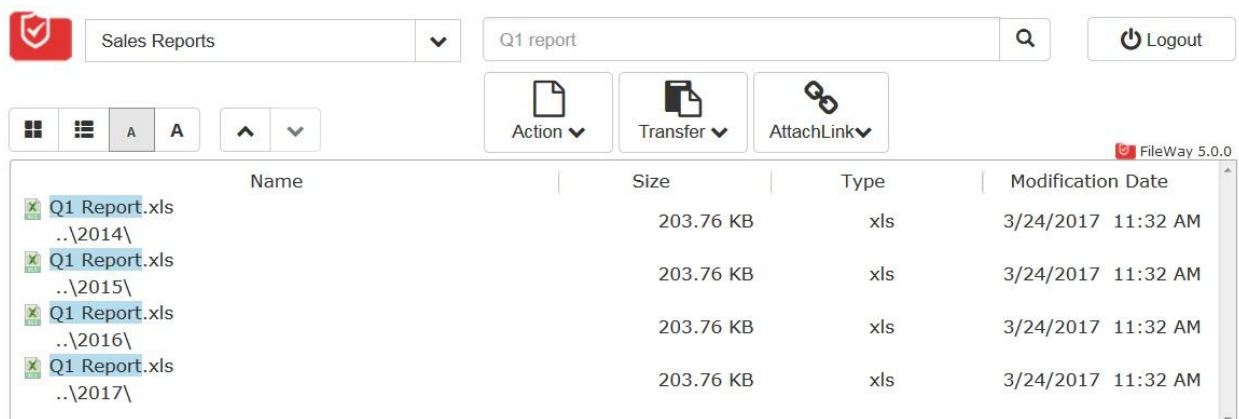 Sales Reports
Q1 report
Logout
A A
Action Transfer AttachLink
FileWay 5.0.0
Name Size Type Modification Date
Q1 Report.xls 203.76 KB xls 3/24/2017 11:32 AM
..\2014\
Q1 Report.xls 203.76 KB xls 3/24/2017 11:32 AM
..\2015\
Q1 Report.xls 203.76 KB xls 3/24/2017 11:32 AM
..\2016\
Q1 Report.xls 203.76 KB xls 3/24/2017 11:32 AM
..\2017\